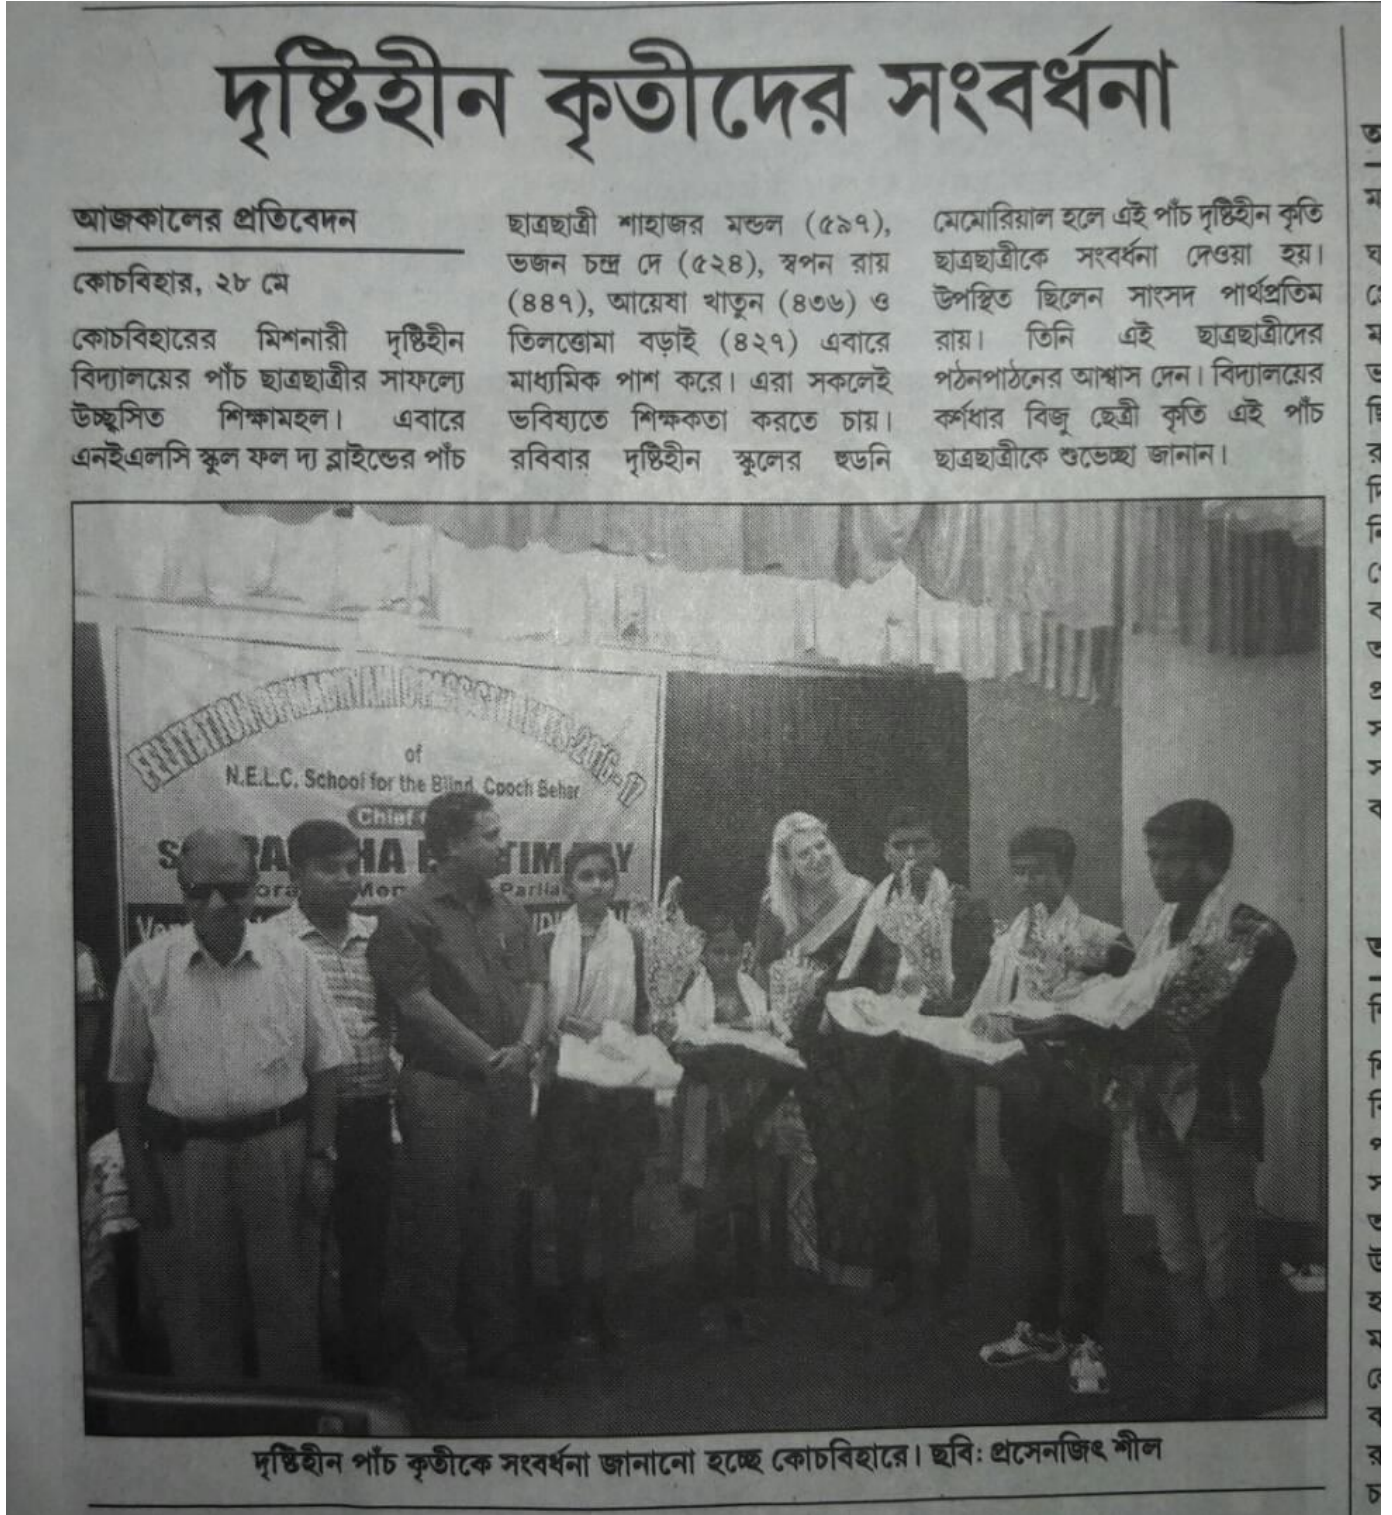 দৃষ্টিহীন কৃতীদের সংবর্ধনা
আজকালের প্রতিবেদন
কোচবিহার, ২৮ মে
কোচবিহারের মিশনারী দৃষ্টিহীন
বিদ্যালয়ের পাঁচ ছাত্রছাত্রীর সাফল্যে
উচ্ছ্বসিত শিক্ষামহল। এবারে
এনইএলসি স্কুল ফল দ্য ব্লাইন্ডের পাঁচ
ছাত্রছাত্রী শাহাজর মন্ডল (৫৯৭),
ভজন চন্দ্র দে (৫২৪), স্বপন রায়
(৪৪৭), আয়েষা খাতুন (৪৩৬) ও
তিলত্তোমা বড়াই (৪২৭) এবারে
মাধ্যমিক পাশ করে। এরা সকলেই
ভবিষ্যতে শিক্ষকতা করতে চায়।
রবিবার দৃষ্টিহীন স্কুলের হুডনি
মেমোরিয়াল হলে এই পাঁচ দৃষ্টিহীন কৃতি
ছাত্রছাত্রীকে সংবর্ধনা দেওয়া হয়।
উপস্থিত ছিলেন সাংসদ পার্থপ্রতিম
রায়। তিনি এই ছাত্রছাত্রীদের
পঠনপাঠনের আশ্বাস দেন। বিদ্যালয়ের
কর্ণধার বিজু ছেত্রী কৃতি এই পাঁচ
ছাত্রছাত্রীকে শুভেচ্ছা জানান।
of
N.E.L.C. School for the Blind, Cooch Behar
Chief
দৃষ্টিহীন পাঁচ কৃতীকে সংবর্ধনা জানানো হচ্ছে কোচবিহারে। ছবি: প্রসেনজিৎ শীল